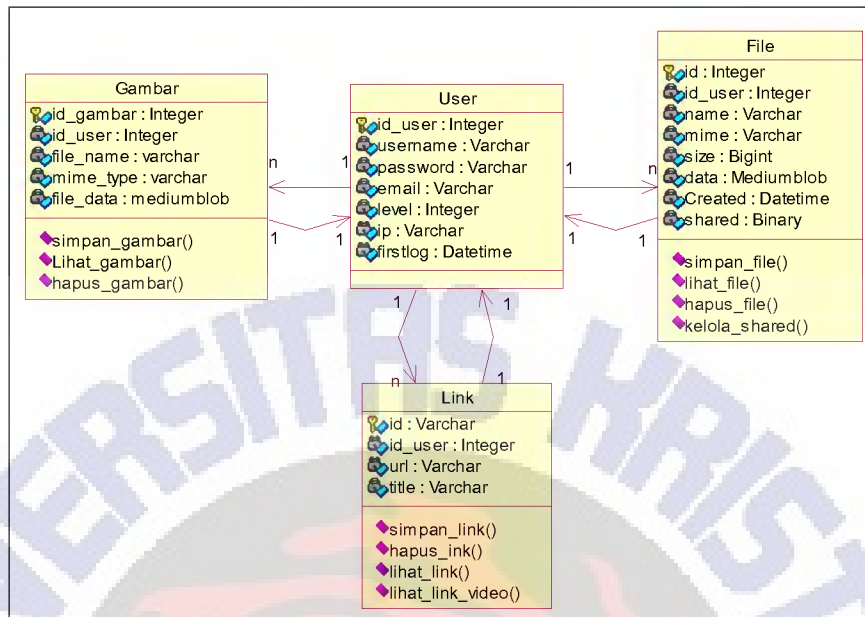 Gambar
id_gambar : Integer
id_user : Integer
file_name : varchar
mime_type : varchar
file_data : mediumblob
simpan_gambar()
Lihat_gambar()
hapus_gambar()
n
1
1
1
User
id_user : Integer
username : Varchar
password : Varchar
email : Varchar
level : Integer
ip : Varchar
firstlog : Datetime
1
n
1
1
File
id : Integer
id_user : Integer
name : Varchar
mime : Varchar
size : Bigint
data : Mediumblob
Created : Datetime
shared : Binary
simpan_file()
lihat_file()
hapus_file()
kelola_shared()
1
1
n
1
Link
id : Varchar
id_user : Integer
url : Varchar
title : Varchar
simpan_link()
hapus_ink()
lihat_link()
lihat_link_video()
ERSITAS KRIST